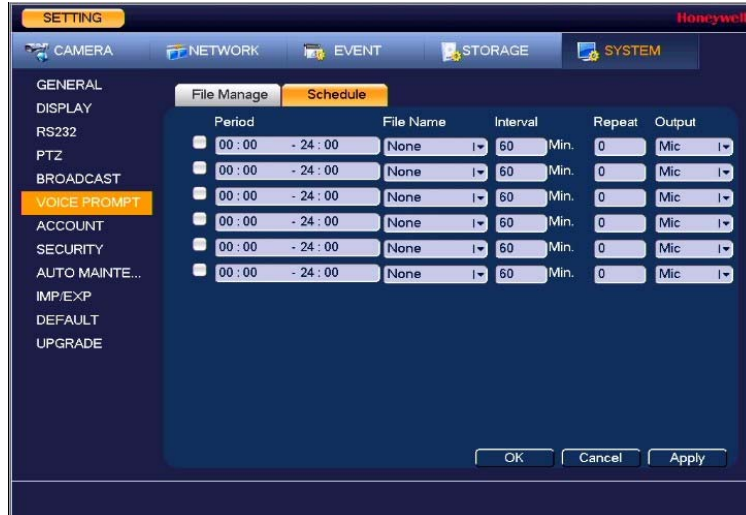 SETTING
Honeywell
CAMERA NETWORK EVENT STORAGE SYSTEM
GENERAL
DISPLAY
RS232
PTZ
BROADCAST
VOICE PROMPT
ACCOUNT
SECURITY
AUTO MAINTE...
IMP/EXP
DEFAULT
UPGRADE
File Manage Schedule
Period File Name Interval Repeat Output
00 : 00 - 24 : 00 None 60 Min. 0 Mic
00 : 00 - 24 : 00 None 60 Min. 0 Mic
00 : 00 - 24 : 00 None 60 Min. 0 Mic
00 : 00 - 24 : 00 None 60 Min. 0 Mic
00 : 00 - 24 : 00 None 60 Min. 0 Mic
00 : 00 - 24 : 00 None 60 Min. 0 Mic
OK Cancel Apply